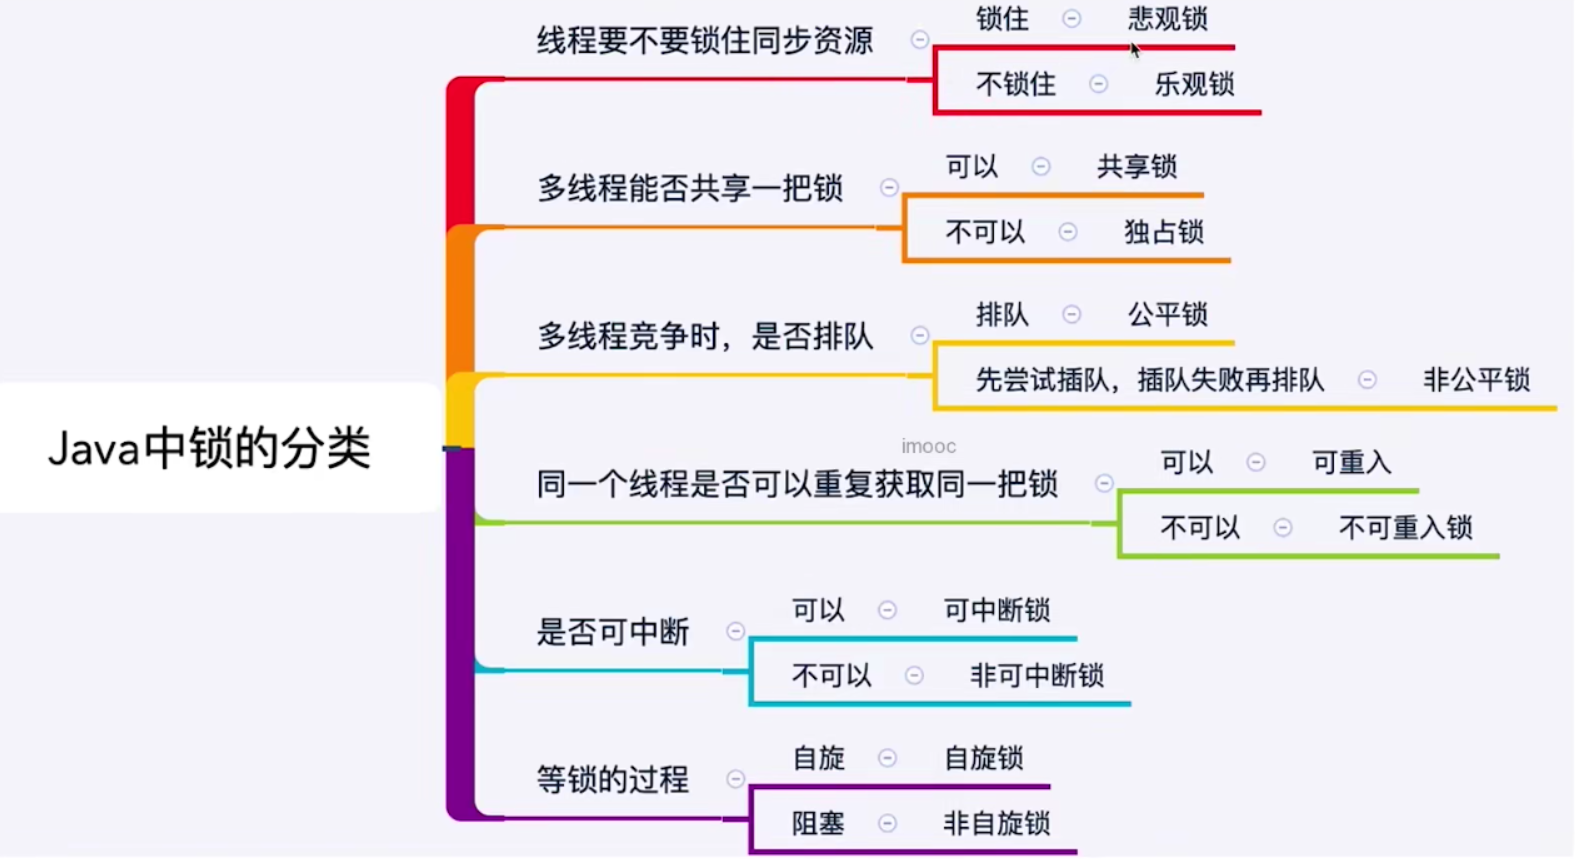 Java中锁的分类
线程要不要锁住同步资源
锁住 悲观锁
不锁住 乐观锁
多线程能否共享一把锁
可以 共享锁
不可以 独占锁
多线程竞争时，是否排队
排队 公平锁
先尝试插队，插队失败再排队 非公平锁
imooc
同一个线程是否可以重复获取同一把锁
可以 可重入
不可以 不可重入锁
是否可中断
可以 可中断锁
不可以 非可中断锁
等锁的过程
自旋 自旋锁
阻塞 非自旋锁